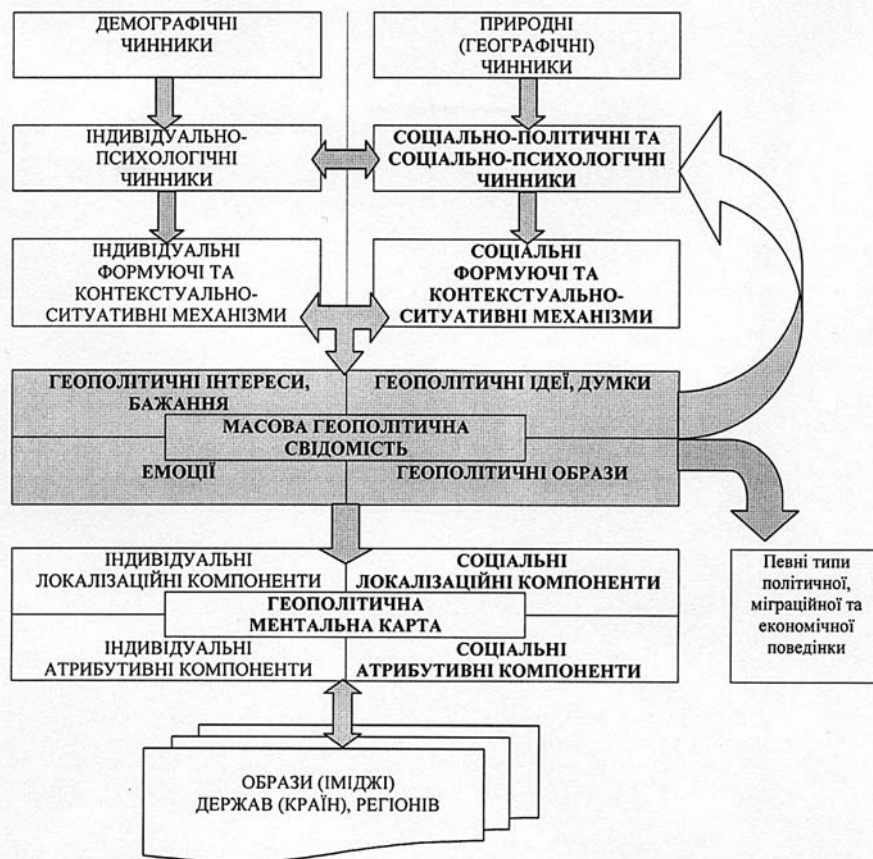 ДЕМОГРАФІЧНІ
ЧИННИКИ
ПРИРОДНІ
(ГЕОГРАФІЧНІ)
ЧИННИКИ
ІНДИВІДУАЛЬНО-
ПСИХОЛОГІЧНІ
ЧИННИКИ
СОЦІАЛЬНО-ПОЛІТИЧНІ ТА
СОЦІАЛЬНО-ПСИХОЛОГІЧНІ
ЧИННИКИ
ІНДИВІДУАЛЬНІ
ФОРМУЮЧІ ТА
КОНТЕКСТУАЛЬНО-
СИТУАТИВНІ МЕХАНІЗМИ
СОЦІАЛЬНІ
ФОРМУЮЧІ ТА
КОНТЕКСТУАЛЬНО-
СИТУАТИВНІ МЕХАНІЗМИ
ГЕОПОЛІТИЧНІ ІНТЕРЕСИ,
БАЖАННЯ
ГЕОПОЛІТИЧНІ ІДЕЇ, ДУМКИ
МАСОВА ГЕОПОЛІТИЧНА
СВІДОМІСТЬ
ЕМОЦІЇ
ГЕОПОЛІТИЧНІ ОБРАЗИ
ІНДИВІДУАЛЬНІ
ЛОКАЛІЗАЦІЙНІ КОМПОНЕНТИ
СОЦІАЛЬНІ
ЛОКАЛІЗАЦІЙНІ КОМПОНЕНТИ
ГЕОПОЛІТИЧНА
МЕНТАЛЬНА КАРТА
ІНДИВІДУАЛЬНІ
АТРИБУТИВНІ КОМПОНЕНТИ
СОЦІАЛЬНІ
АТРИБУТИВНІ КОМПОНЕНТИ
Певні типи
політичної,
міграційної та
економічної
поведінки
ОБРАЗИ (ІМІДЖІ)
ДЕРЖАВ (КРАЇН), РЕГІОНІВ